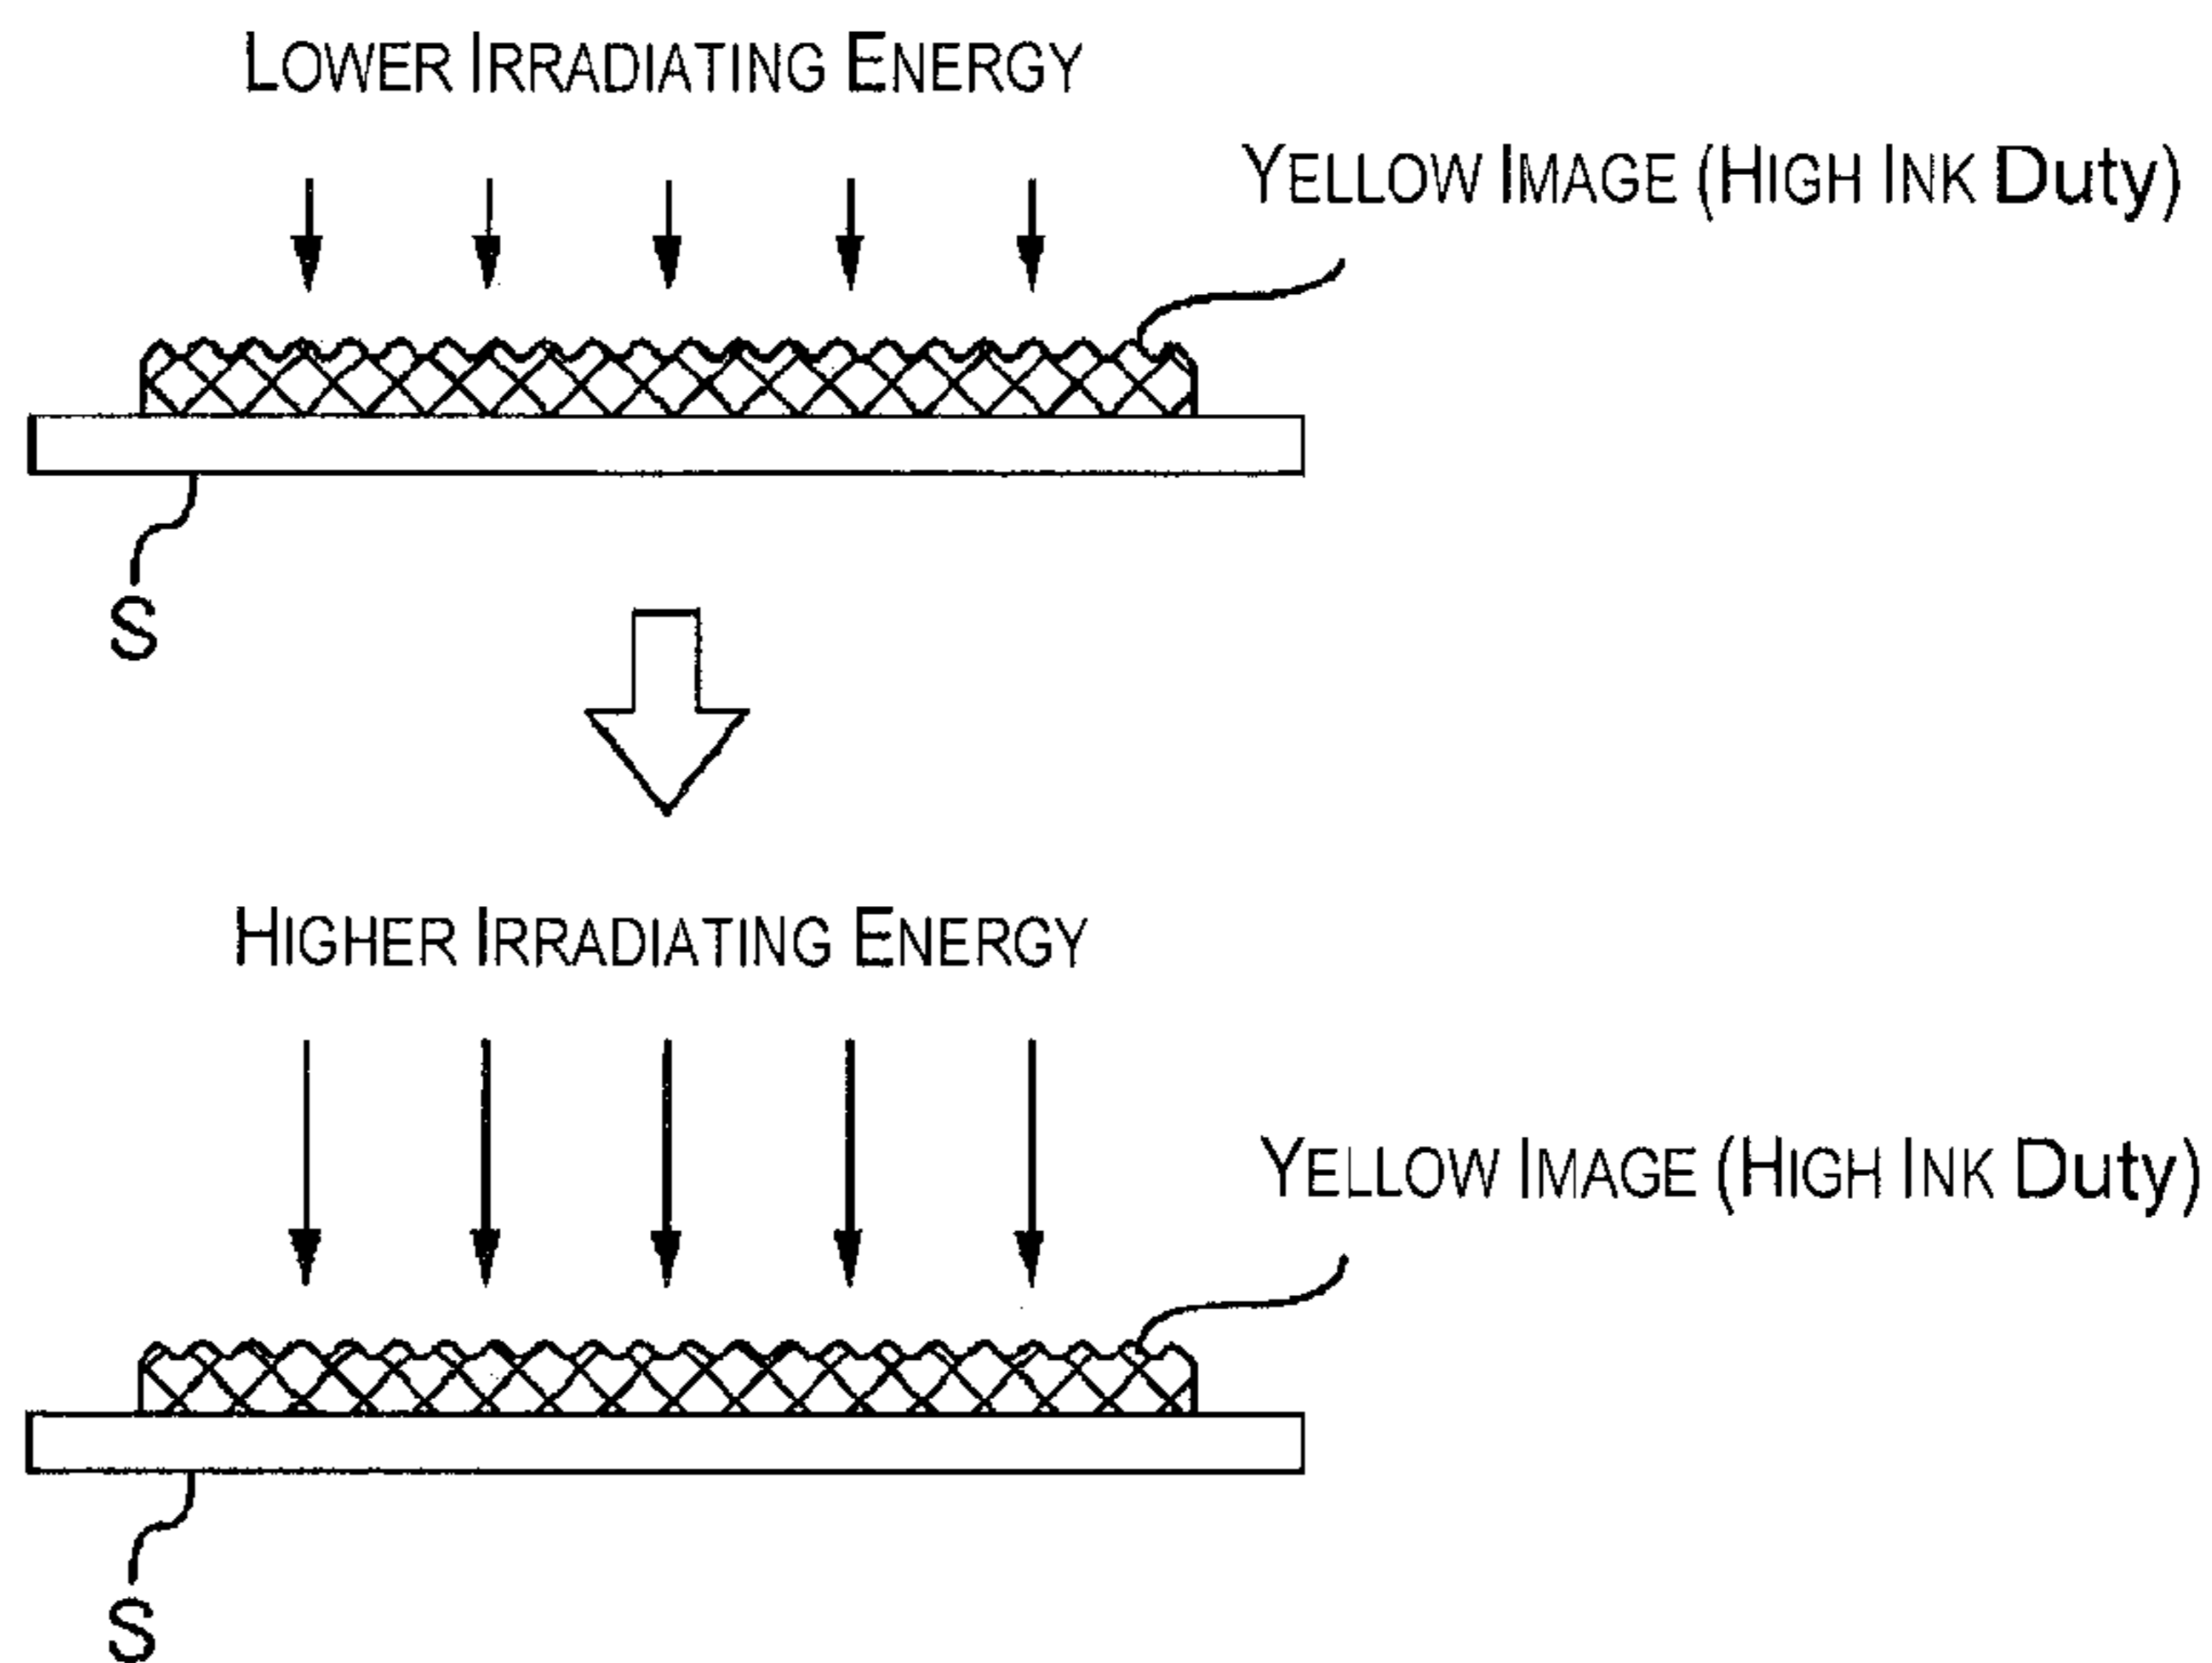 LOWER IRRADIATING ENERGY
YELLOW IMAGE (HIGH INK Duty)
S
HIGHER IRRADIATING ENERGY
YELLOW IMAGE (HIGH INK Duty)
S